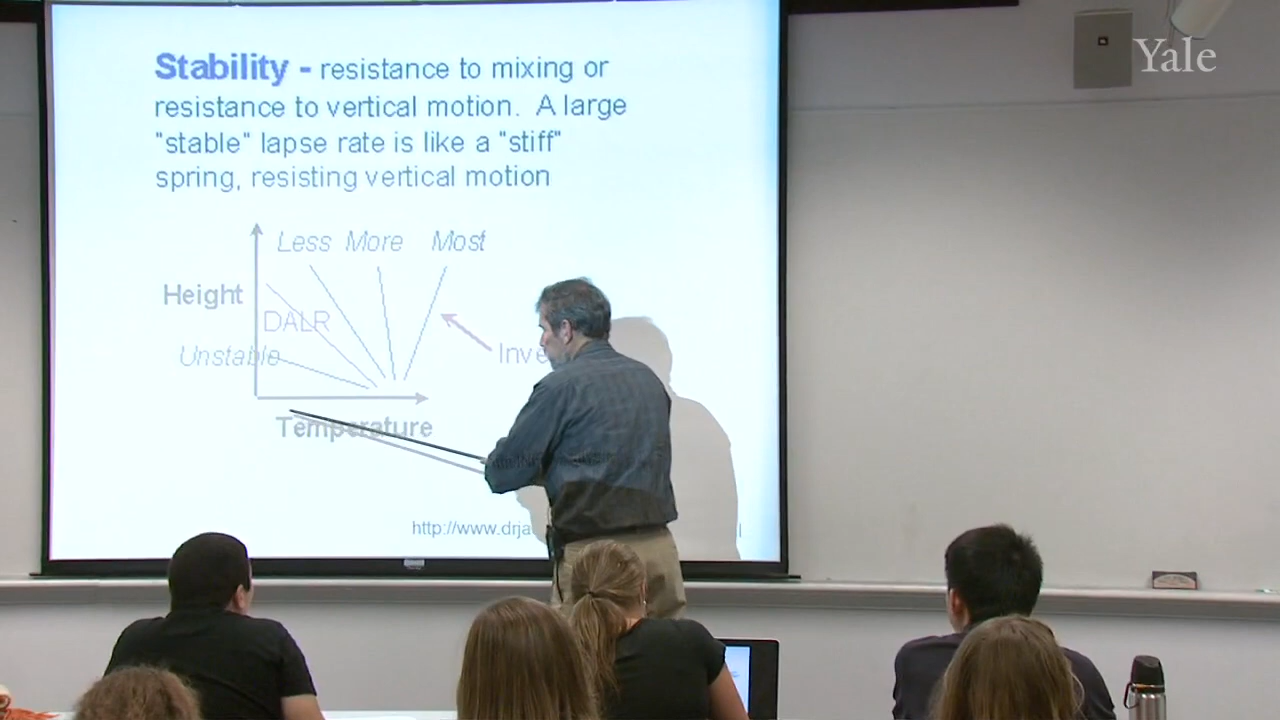 Yale
Stability - resistance to mixing or
resistance to vertical motion. A large
"stable" lapse rate is like a "stiff"
spring, resisting vertical motion
Less More Most
Height
DALR
Unstable
Temperature